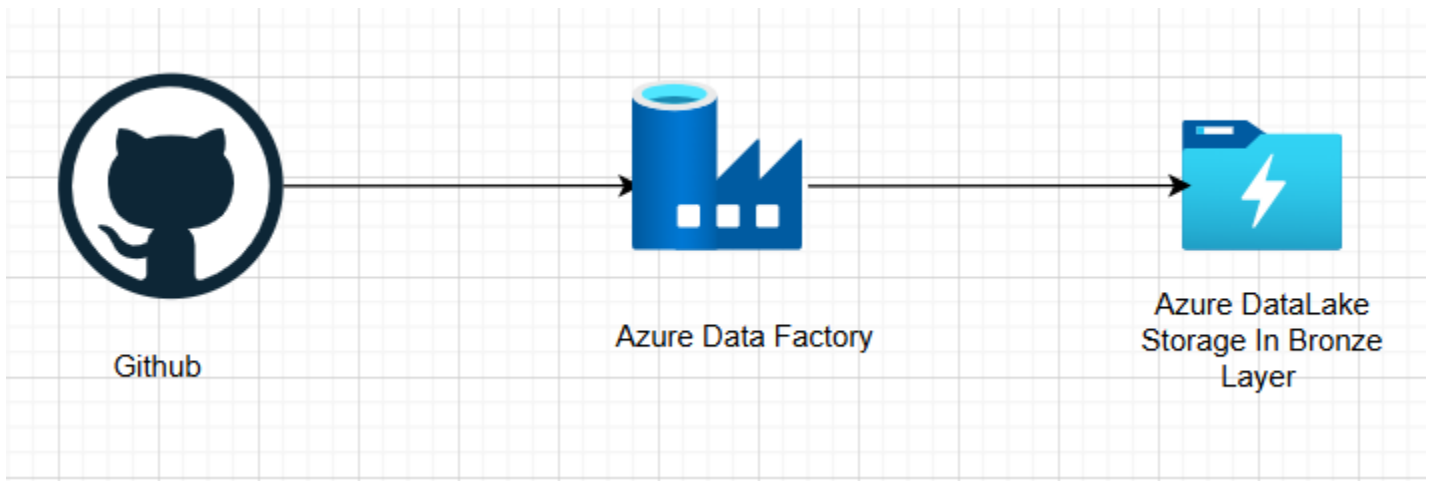 Github
Azure Data Factory
Azure DataLake
Storage In Bronze
Layer